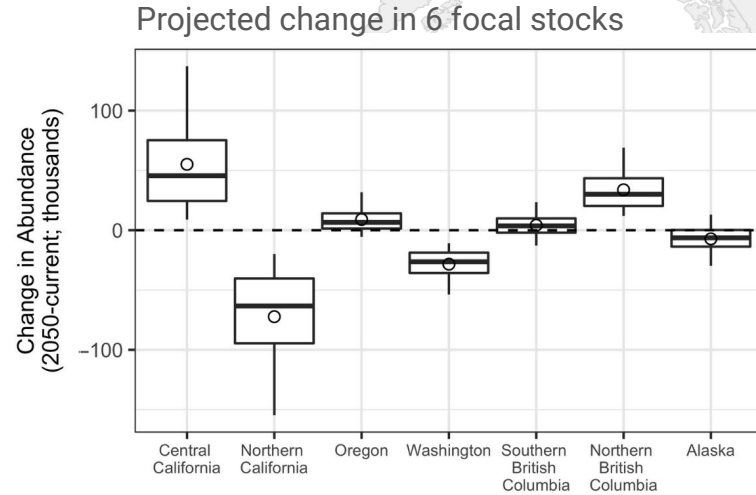 Projected change in 6 focal stocks
Change in Abundance
(2050-current; thousands)
100
0
−100
Central
California
Northern
California
Oregon
Washington
Southern
British
Columbia
Northern
British
Columbia
Alaska